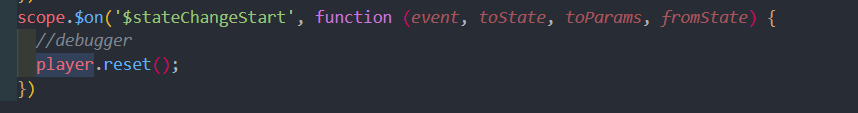 scope.$on('$stateChangeStart', function (event, toState, toParams, fromState) {
//debugger
player.reset();
})